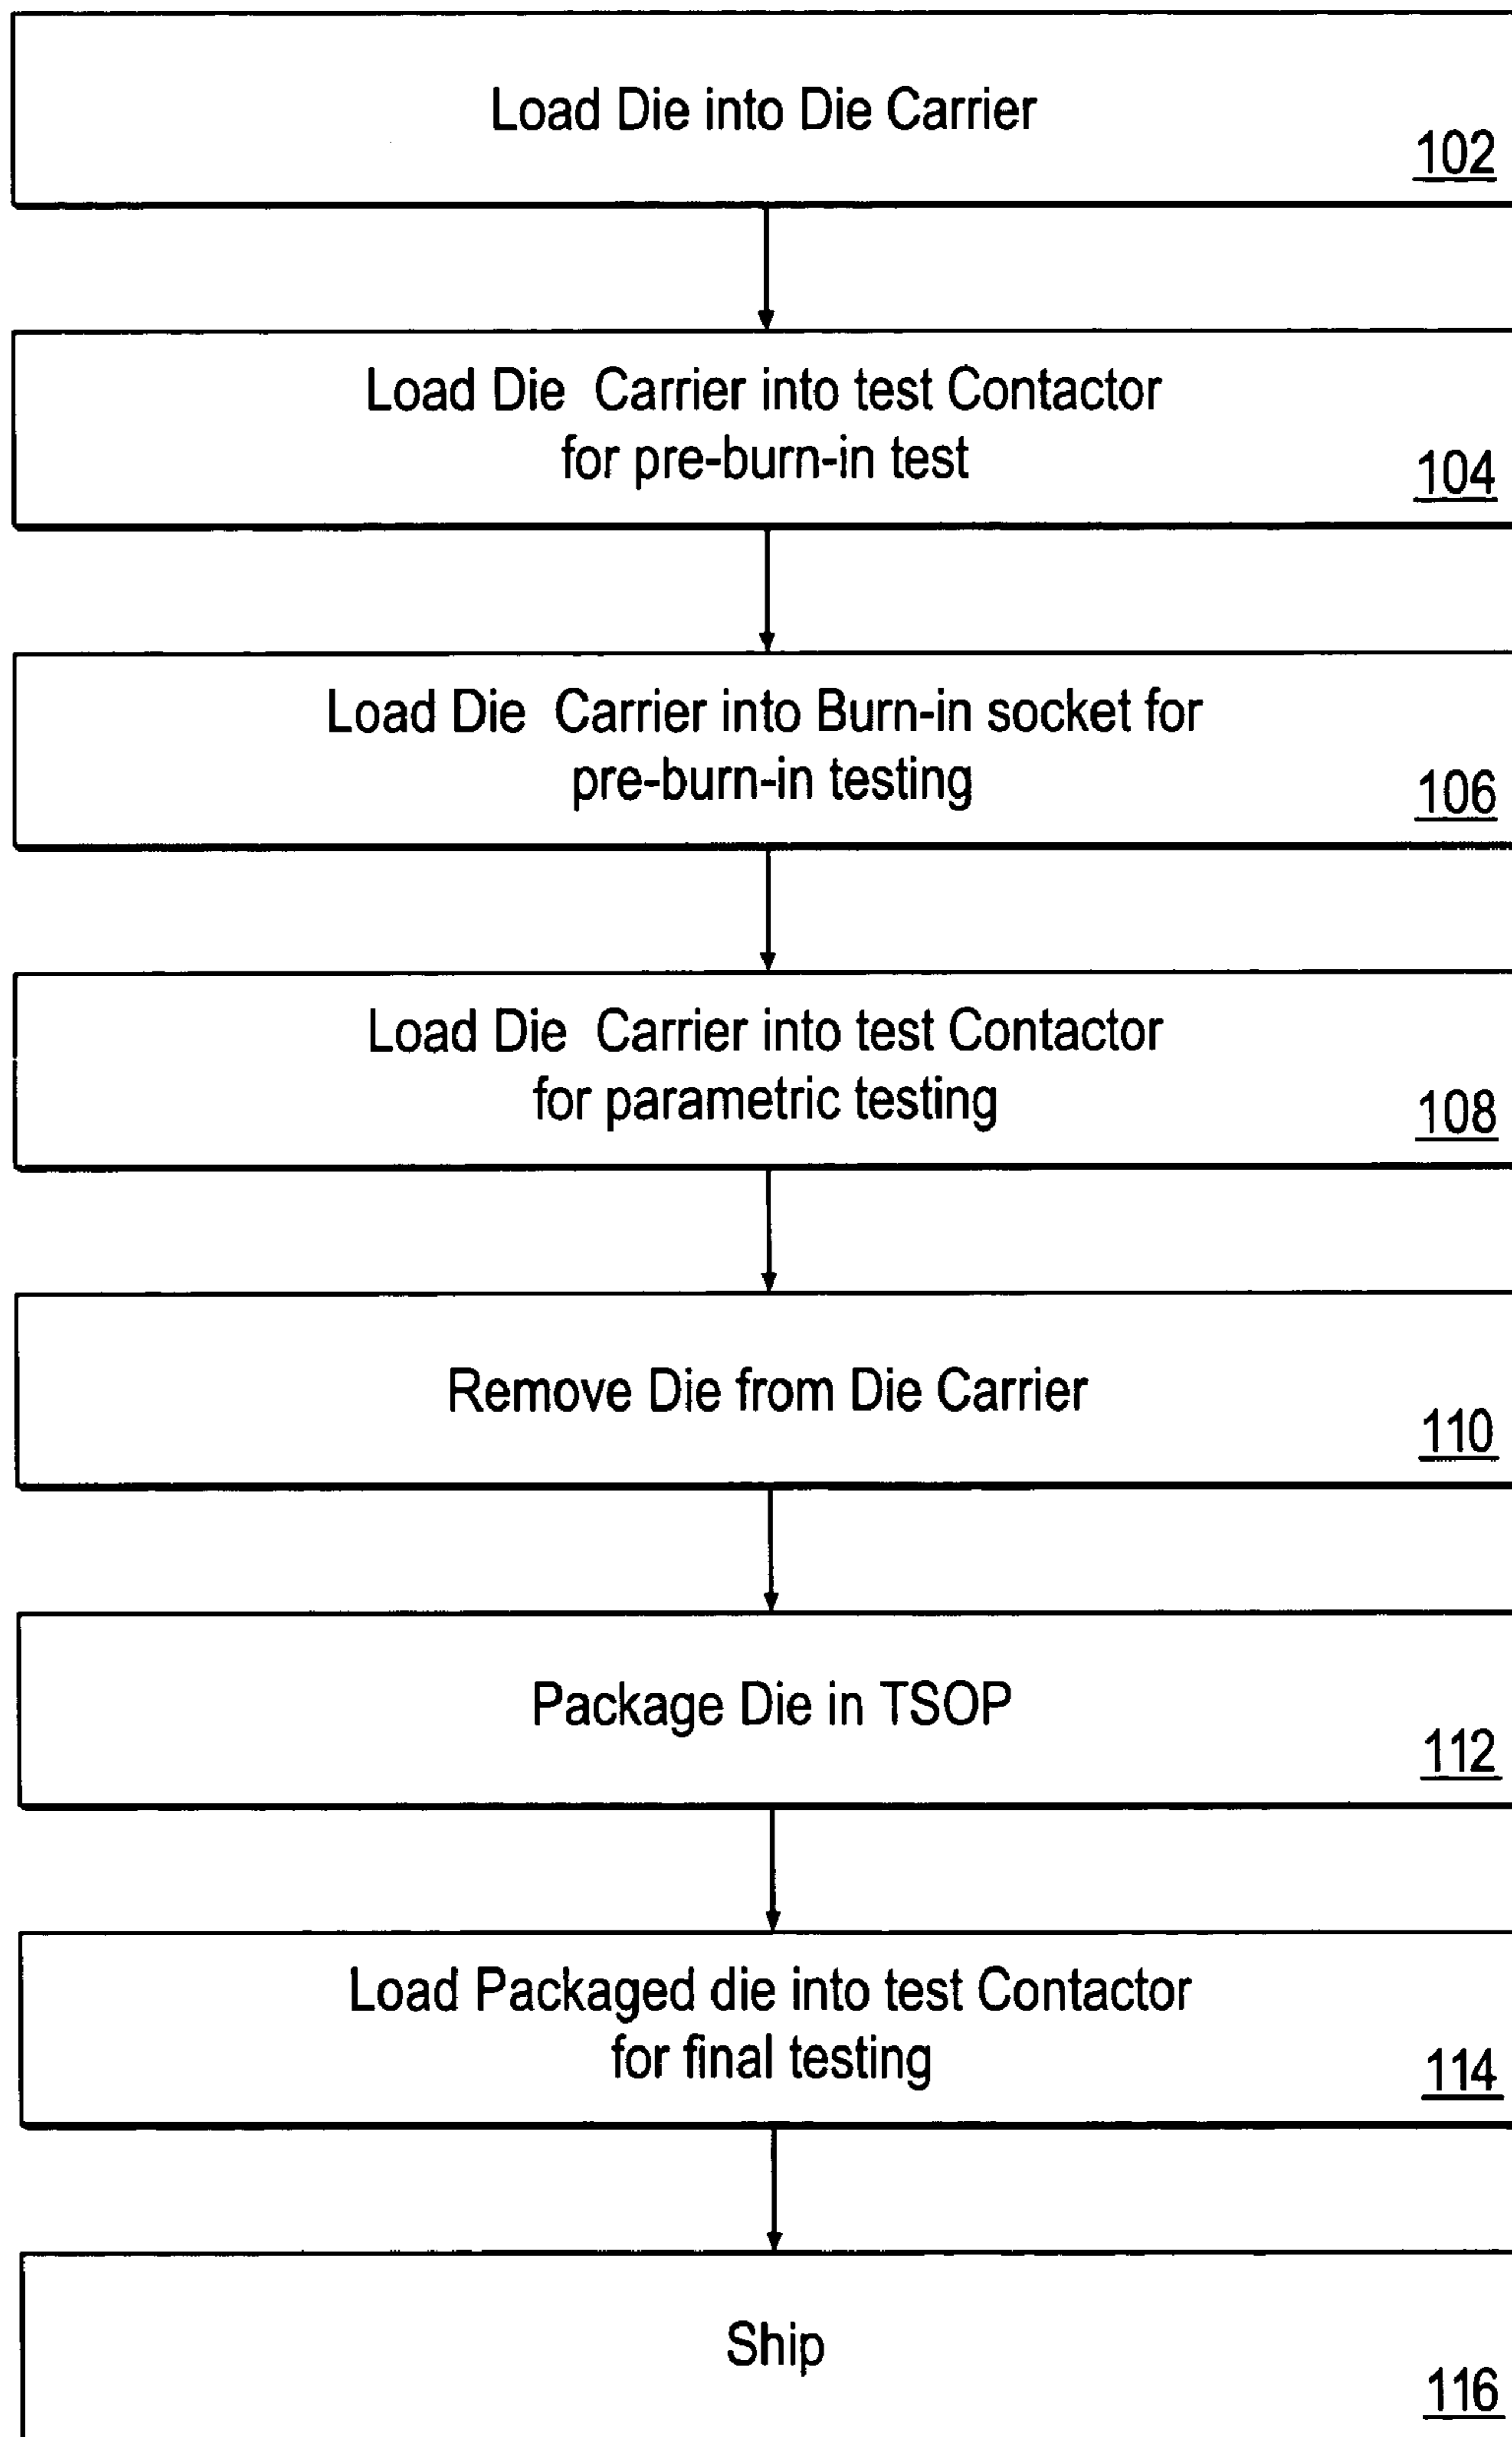 Load Die into Die Carrier
102
Load Die Carrier into test Contactor
for pre-burn-in test
104
Load Die Carrier into Burn-in socket for
pre-burn-in testing
106
Load Die Carrier into test Contactor
for parametric testing
108
Remove Die from Die Carrier
110
Package Die in TSOP
112
Load Packaged die into test Contactor
for final testing
114
Ship
116